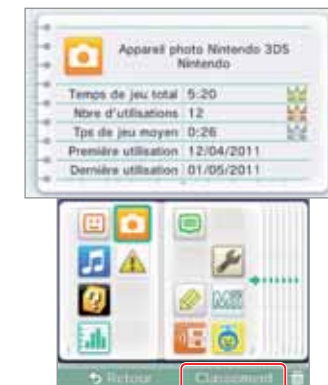 Appareil photo Nintendo 3DS
Nintendo
Temps de jeu total 5:20
Nbre d'utilisations 12
Tps de jeu moyen 0:26
Première utilisation 12/04/2011
Dernière utilisation 01/05/2011
Retour Classement